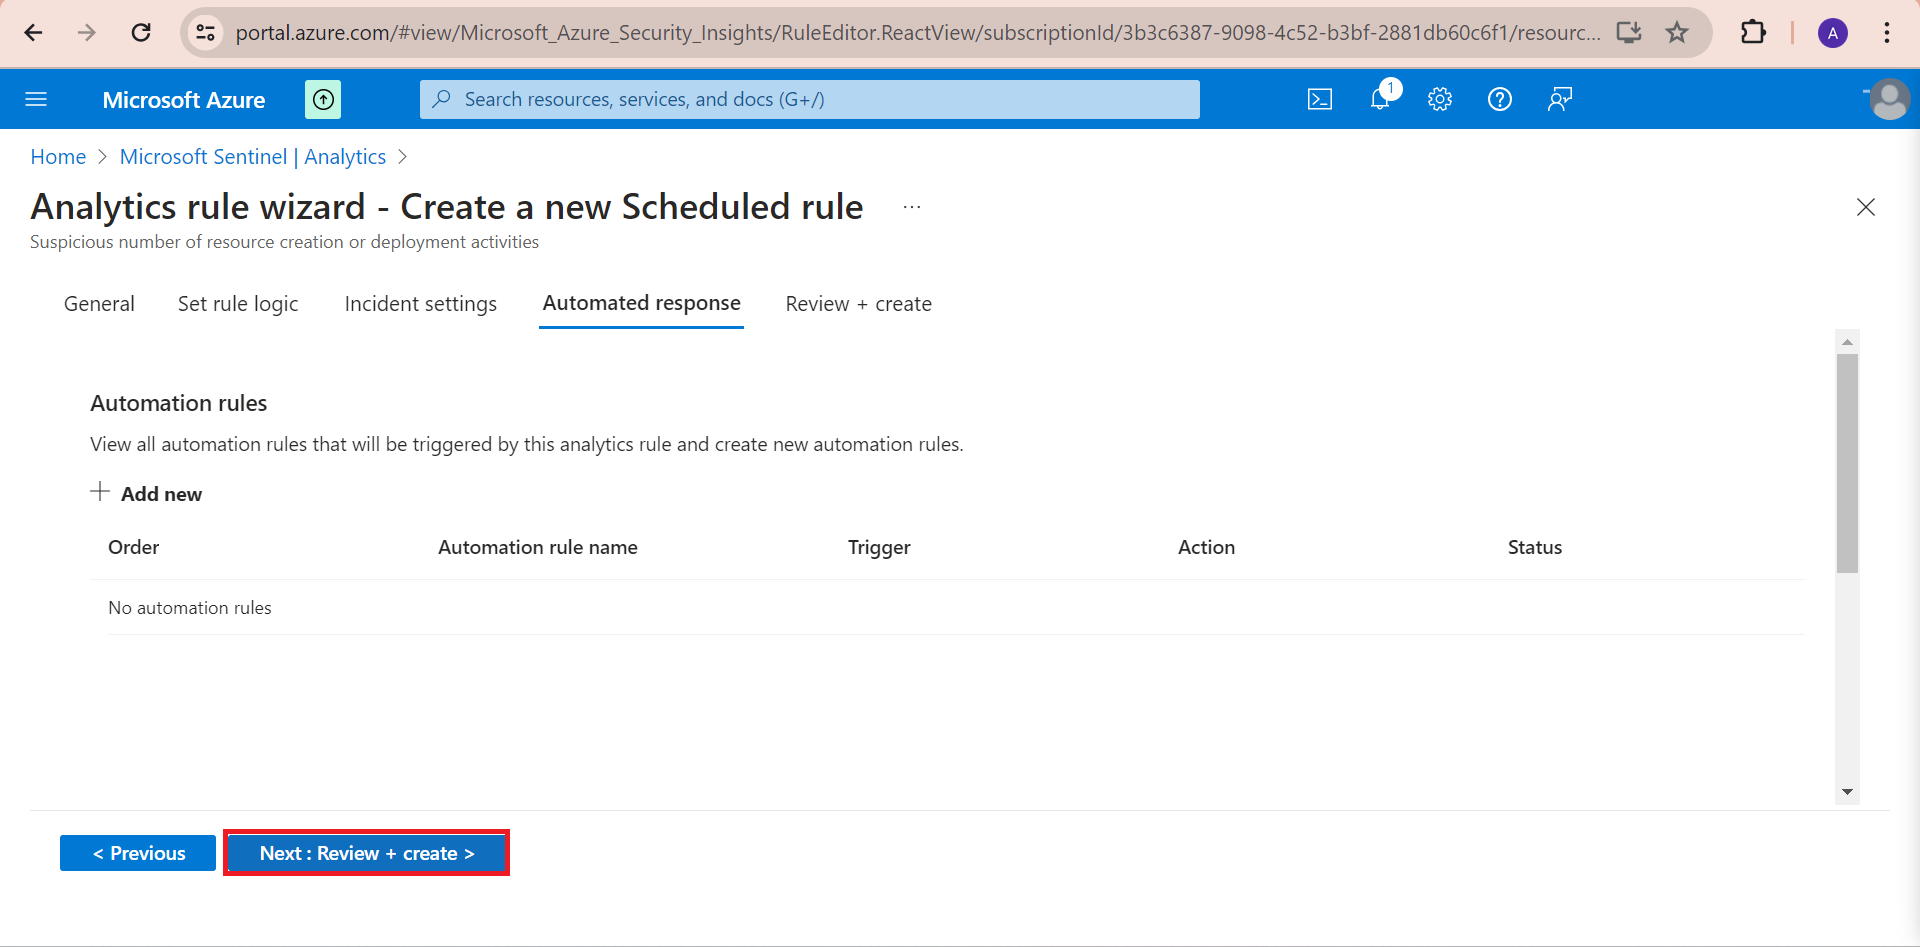 portal.azure.com/#view/Microsoft_Azure_Security_Insights/RuleEditor.ReactView/subscriptionId/3b3c6387-9098-4c52-b3bf-2881db60c6f1/resourc...
A
Microsoft Azure
Search resources, services, and docs (G+/)
1
Home > Microsoft Sentinel | Analytics >
Analytics rule wizard - Create a new Scheduled rule ...
Suspicious number of resource creation or deployment activities
General Set rule logic Incident settings Automated response Review + create
Automation rules
View all automation rules that will be triggered by this analytics rule and create new automation rules.
+ Add new
Order Automation rule name Trigger Action Status
No automation rules
< Previous Next : Review + create >